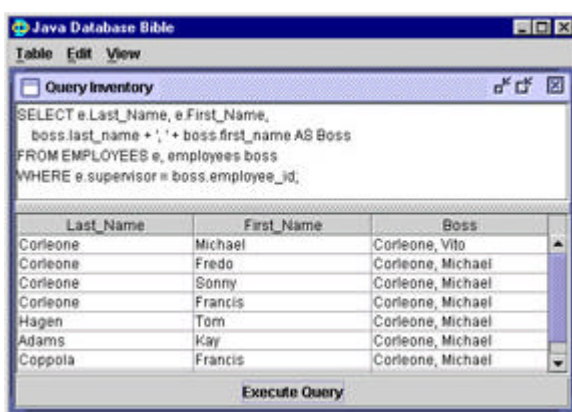 Java Database Bible
Table Edit View
Query Inventory
SELECT e.Last_Name, e.First_Name,
boss.last_name + ', ' + boss.first_name AS Boss
FROM EMPLOYEES e, employees boss
WHERE e.supervisor = boss.employee_id;
Last_Name First_Name Boss
Corleone Michael Corleone, Vito
Corleone Fredo Corleone, Michael
Corleone Sonny Corleone, Michael
Corleone Francis Corleone, Michael
Hagen Tom Corleone, Michael
Adams Kay Corleone, Michael
Coppola Francis Corleone, Michael
Execute Query